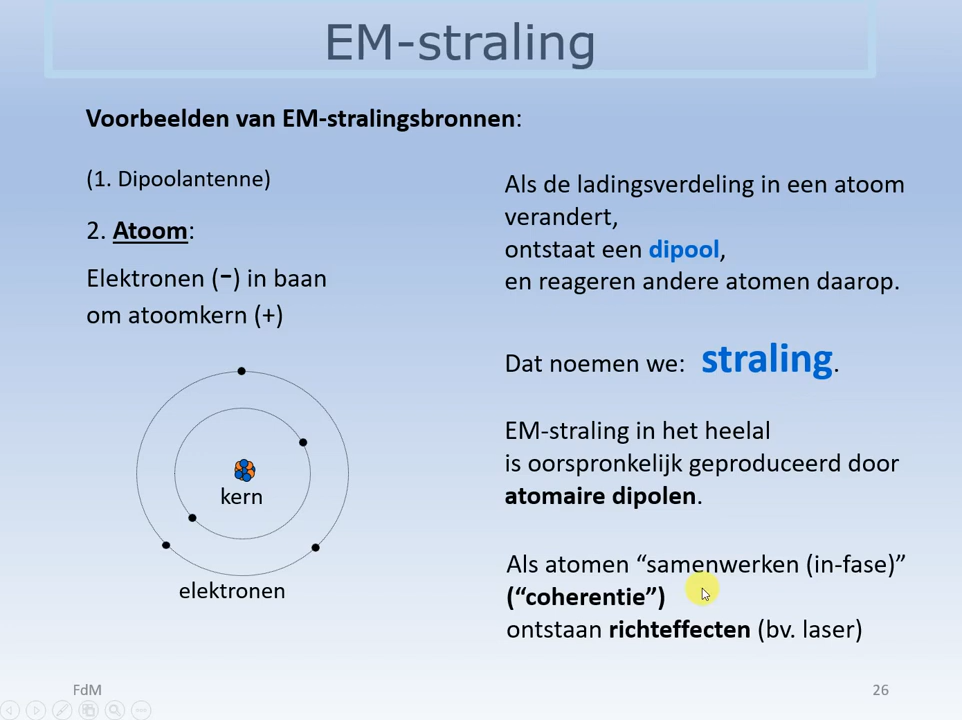 EM-straling
Voorbeelden van EM-stralingsbronnen:
(1. Dipoolantenne)
2. Atoom:
Elektronen (-) in baan
om atoomkern (+)
kern
elektronen
Als de ladingsverdeling in een atoom
verandert,
ontstaat een dipool,
en reageren andere atomen daarop.
Dat noemen we: straling.
EM-straling in het heelal
is oorspronkelijk geproduceerd door
atomaire dipolen.
Als atomen “samenwerken (in-fase)”
(“coherentie”)
ontstaan richteffecten (bv. laser)
FdM
26